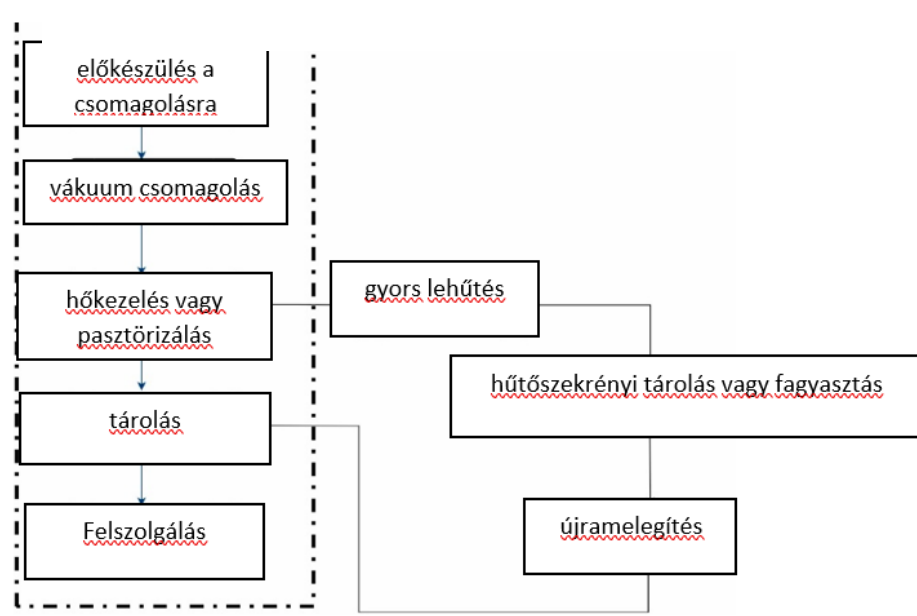 előkészülés a
csomagolásra
vákuum csomagolás
hőkezelés vagy
pasztörizálás
gyors lehűtés
hűtőszekrényi tárolás vagy fagyasztás
tárolás
újramelegítés
Felszolgálás